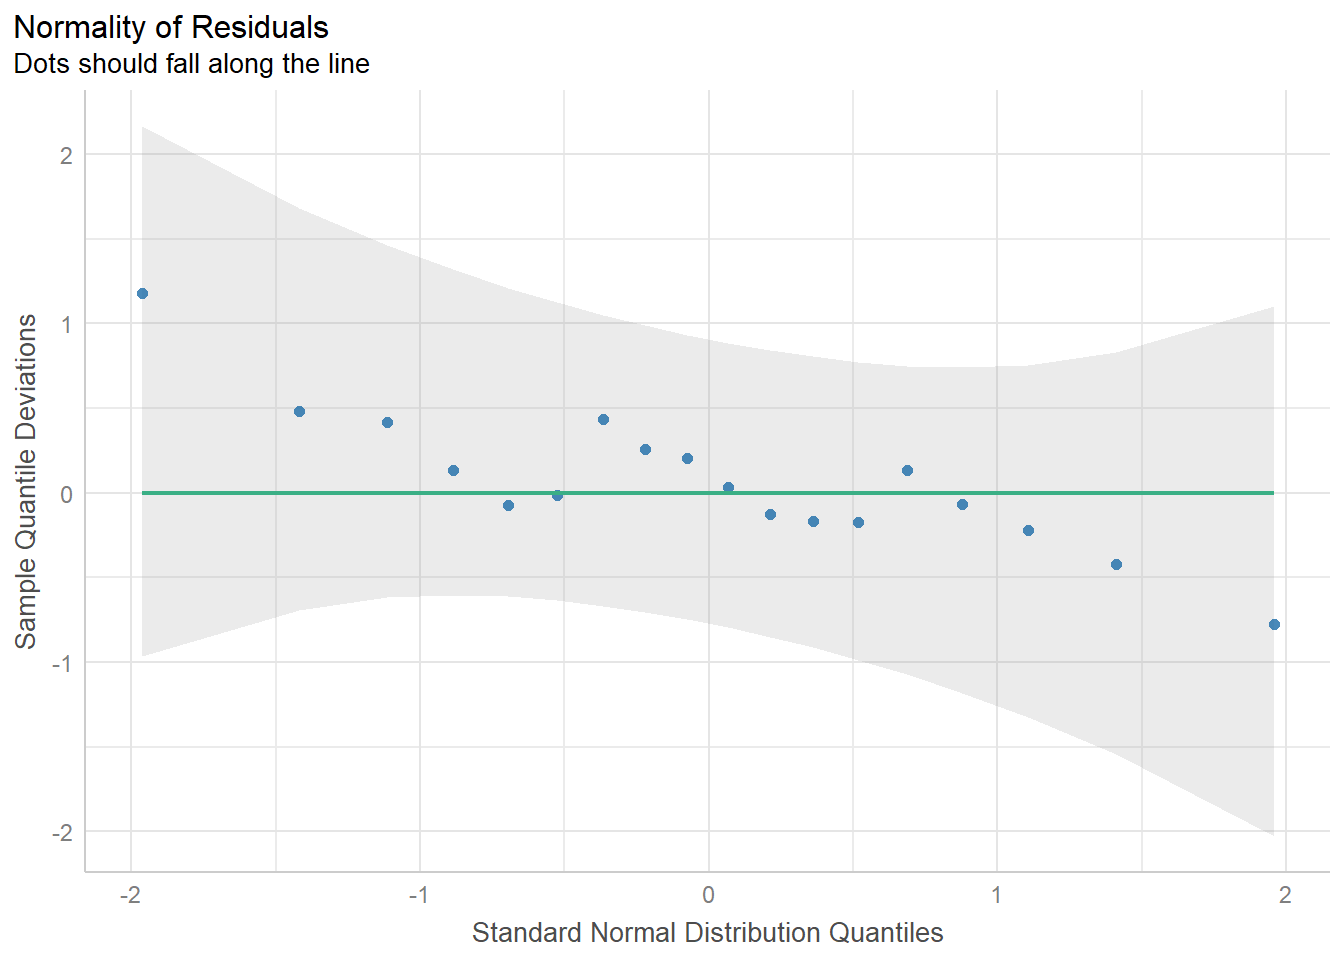 Normality of Residuals
Dots should fall along the line
Sample Quantile Deviations
2
1
0
-1
-2
-2
-1
0
1
2
Standard Normal Distribution Quantiles